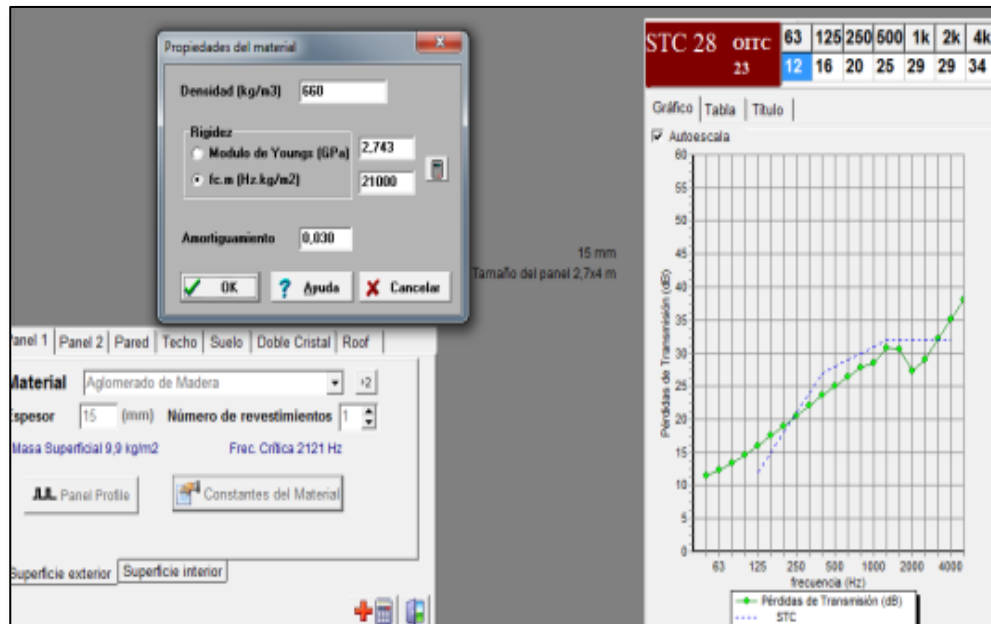 Propiedades del material
Densidad (kg/m3) 660
Rigidez
Modulo de Youngs (GPa) 2,743
fc.m (Hz.kg/m2) 21000
Amortiguamiento 0,030
OK
? Ayuda
Cancelar
15 mm
Tamaño del panel 2,7x4 m
STC 28 OITC 23
63 125 250 500 1k 2k 4k
12 16 20 25 29 29 34
Gráfico Tabla Título
Autoescala
60
55
50
45
40
35
30
25
20
15
10
5
0
Pérdidas de Transmisión (dB)
63 125 250 500 1000 2000 4000
frecuencia (Hz)
Pérdidas de Transmisión (dB)
STC
Panel 1 Panel 2 Pared Techo Suelo Doble Cristal Roof
Material Aglomerado de Madera
Espesor 15 (mm) Número de revestimientos 1
Masa Superficial 9,9 kg/m2 Frec. Crítica 2121 Hz
Panel Profile Constantes del Material
Superficie exterior Superficie interior